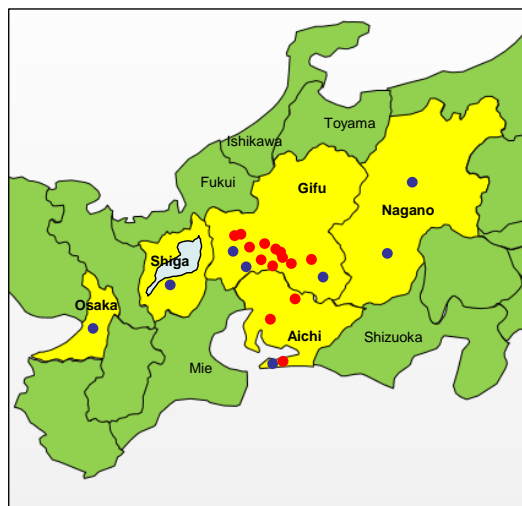 Toyama
Ishikawa
Fukui
Gifu
Nagano
Shiga
Osaka
Aichi
Shizuoka
Mie